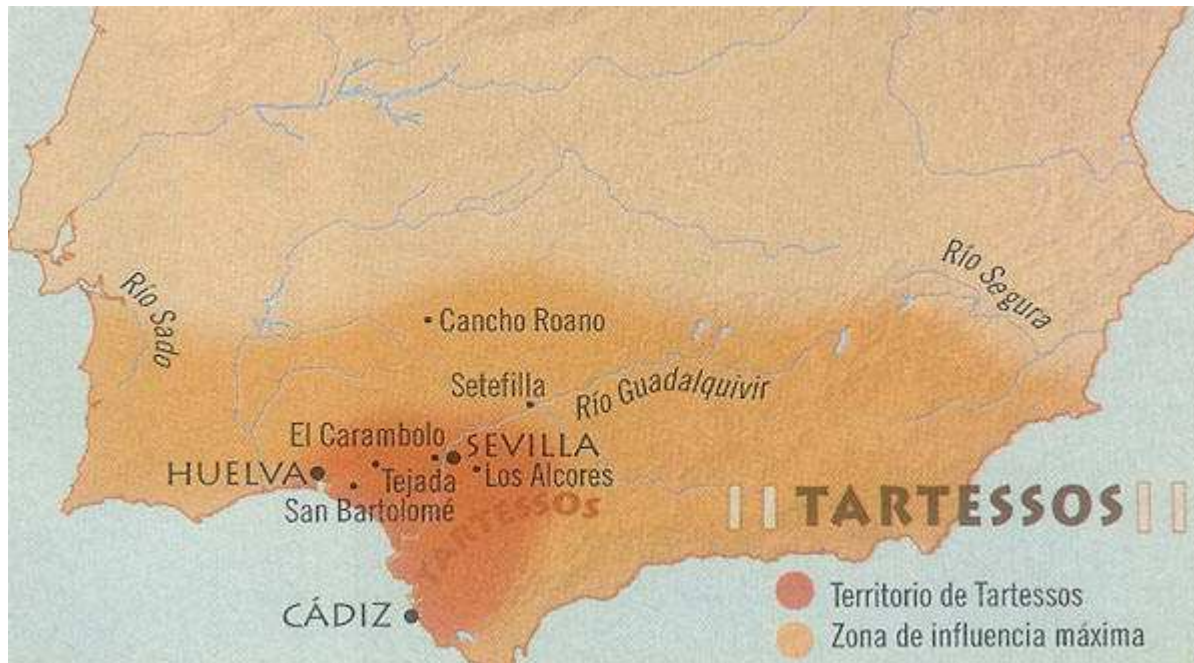 Río Sado
Río Segura
Cancho Roano
Setefilla
Río Guadalquivir
El Carambolo
SEVILLA
HUELVA
Tejada
Los Alcores
San Bartolomé
TARTESSOS
TARTESSOS
CÁDIZ
Territorio de Tartessos
Zona de influencia máxima